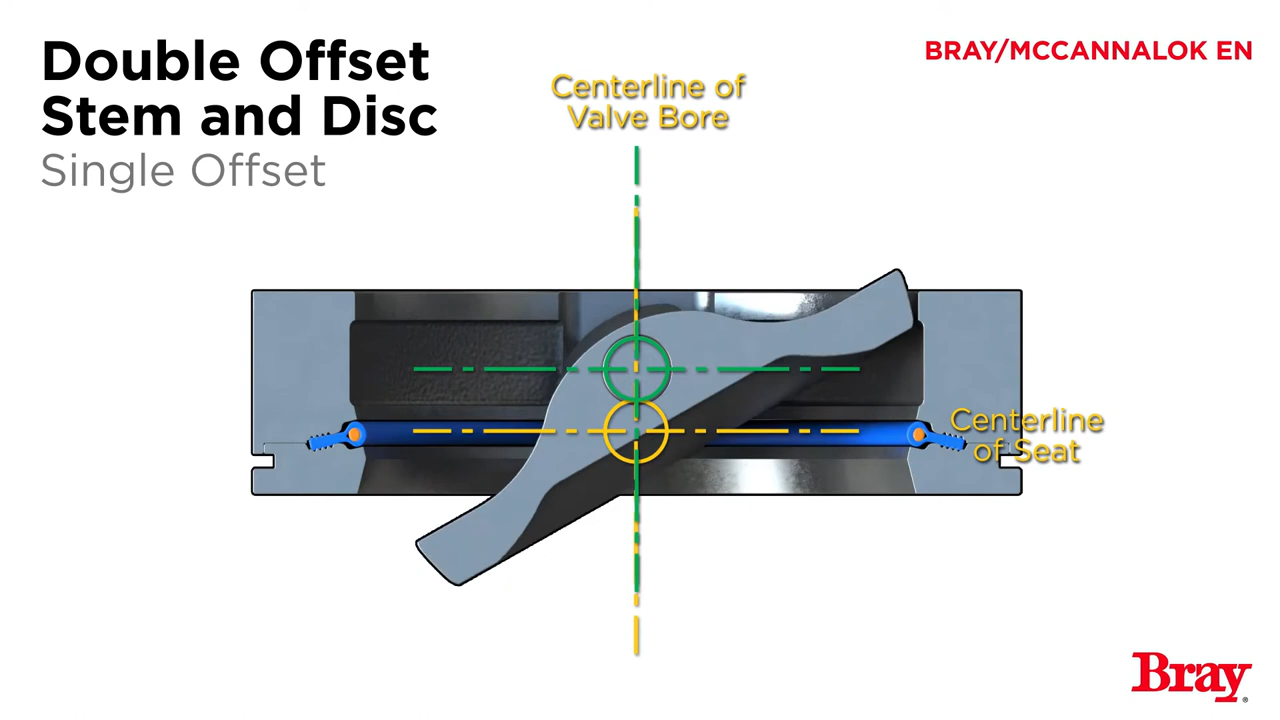 Double Offset
Stem and Disc
Single Offset
BRAY/MCCANNALOK EN
Centerline of
Valve Bore
Centerline
of Seat
Bray®